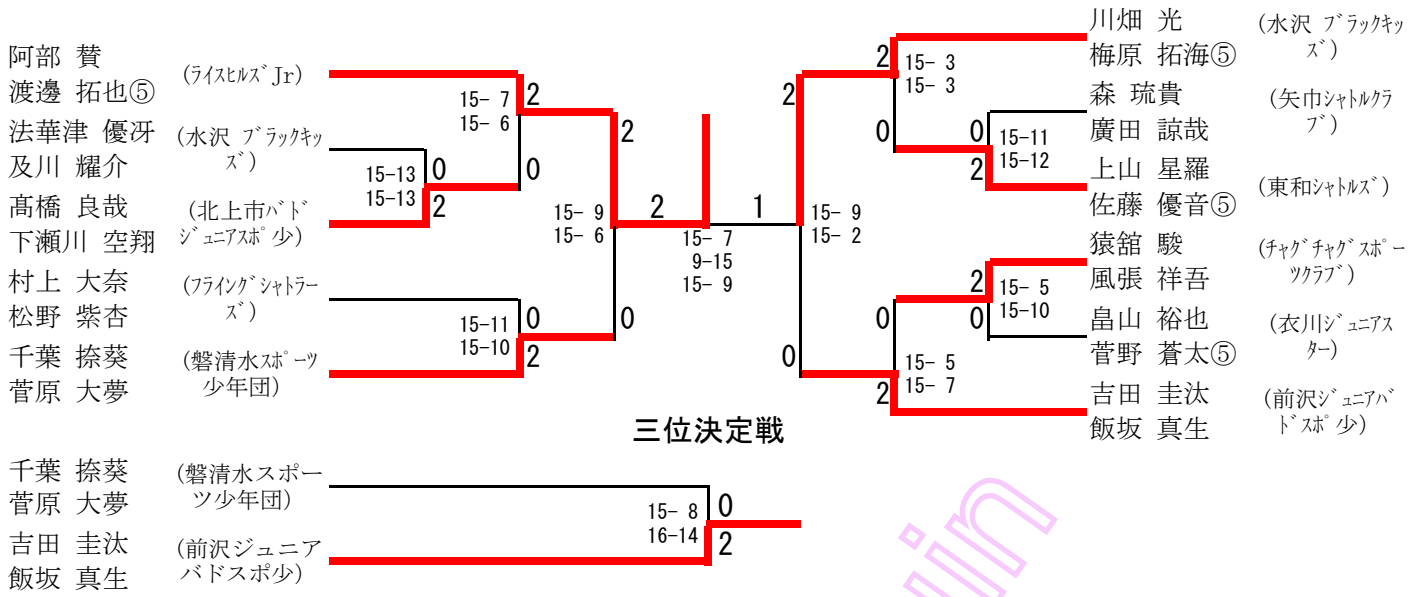 阿部 賛
渡邊 拓也⑤
(ライスヒルズJr)
法華津 優冴
及川 耀介
(水沢 ブラックキッ
ズ)
髙橋 良哉
下瀬川 空翔
(北上市バド
ジュニアスポ少)
村上 大奈
松野 紫杏
(フライングシャトラー
ズ)
千葉 捺葵
菅原 大夢
(磐清水スポーツ
少年団)
15-13
15-13
0
2
15- 7
15- 6
2
0
15-11
15-10
0
2
15- 9
15- 6
2
0
2
1
15- 7
9-15
15- 9
2
0
15- 9
15- 2
2
0
15- 3
15- 3
0
2
15-11
15-12
2
0
15- 5
15-10
0
2
15- 5
15- 7
川畑 光
梅原 拓海⑤
(水沢 ブラックキッ
ズ)
森 琉貴
廣田 諒哉
(矢巾シャトルクラ
ブ)
上山 星羅
佐藤 優音⑤
(東和シャトルズ)
猿舘 駿
風張 祥吾
(チャグチャグスポー
ツクラブ)
畠山 裕也
菅野 蒼太⑤
(衣川ジュニアス
ター)
吉田 圭汰
飯坂 真生
(前沢ジュニアバ
ドスポ少)
三位決定戦
千葉 捺葵
菅原 大夢
(磐清水スポー
ツ少年団)
吉田 圭汰
飯坂 真生
(前沢ジュニア
バドスポ少)
15- 8
16-14
0
2
in